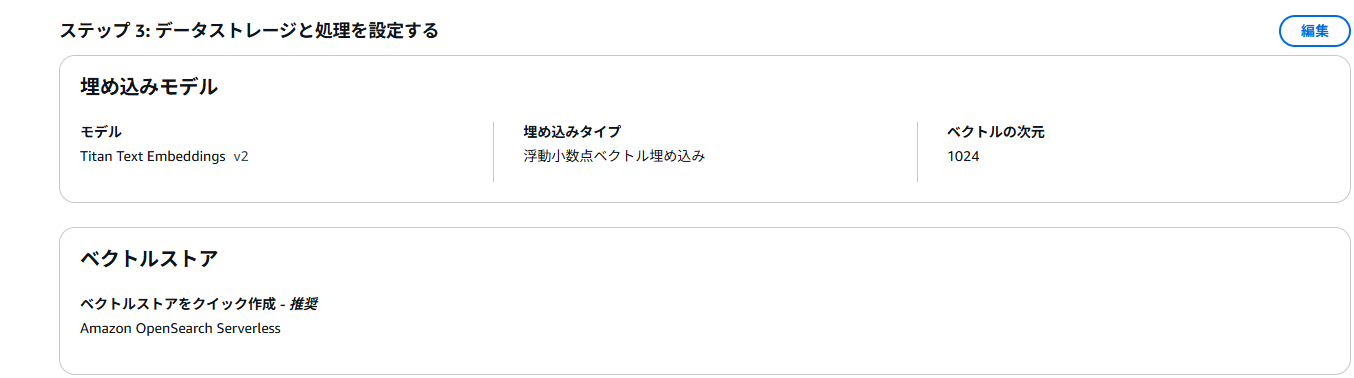 ステップ 3: データストレージと処理を設定する
編集
埋め込みモデル
モデル
Titan Text Embeddings v2
埋め込みタイプ
浮動小数点ベクトル埋め込み
ベクトルの次元
1024
ベクトルストア
ベクトルストアをクイック作成 - 推奨
Amazon OpenSearch Serverless